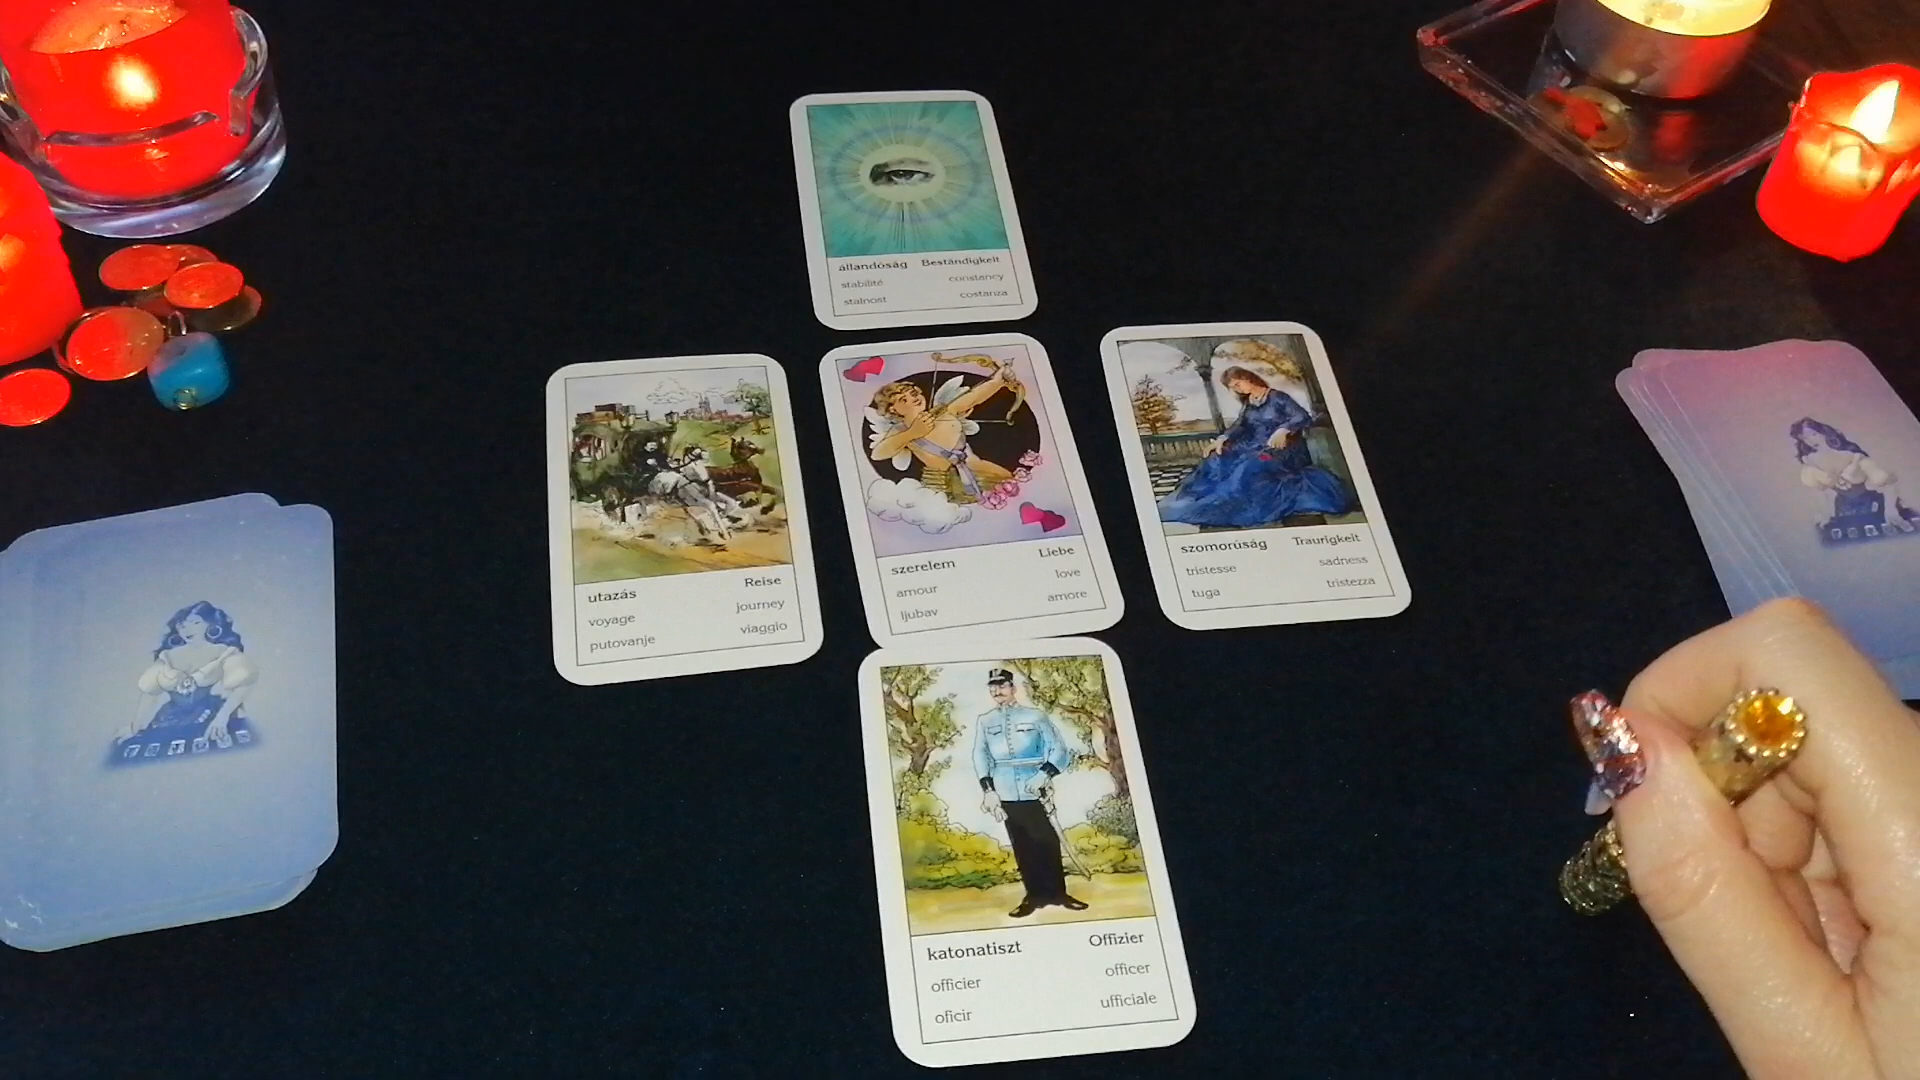 állandóság Beständigkeit
stabilité constancy
stalnost costanza
utazás Reise
voyage journey
putovanje viaggio
szerelem Liebe
amour love
ljubav amore
szomorúság Traurigkeit
tristesse sadness
tuga tristezza
katonatiszt Offizier
officier officer
oficir ufficiale